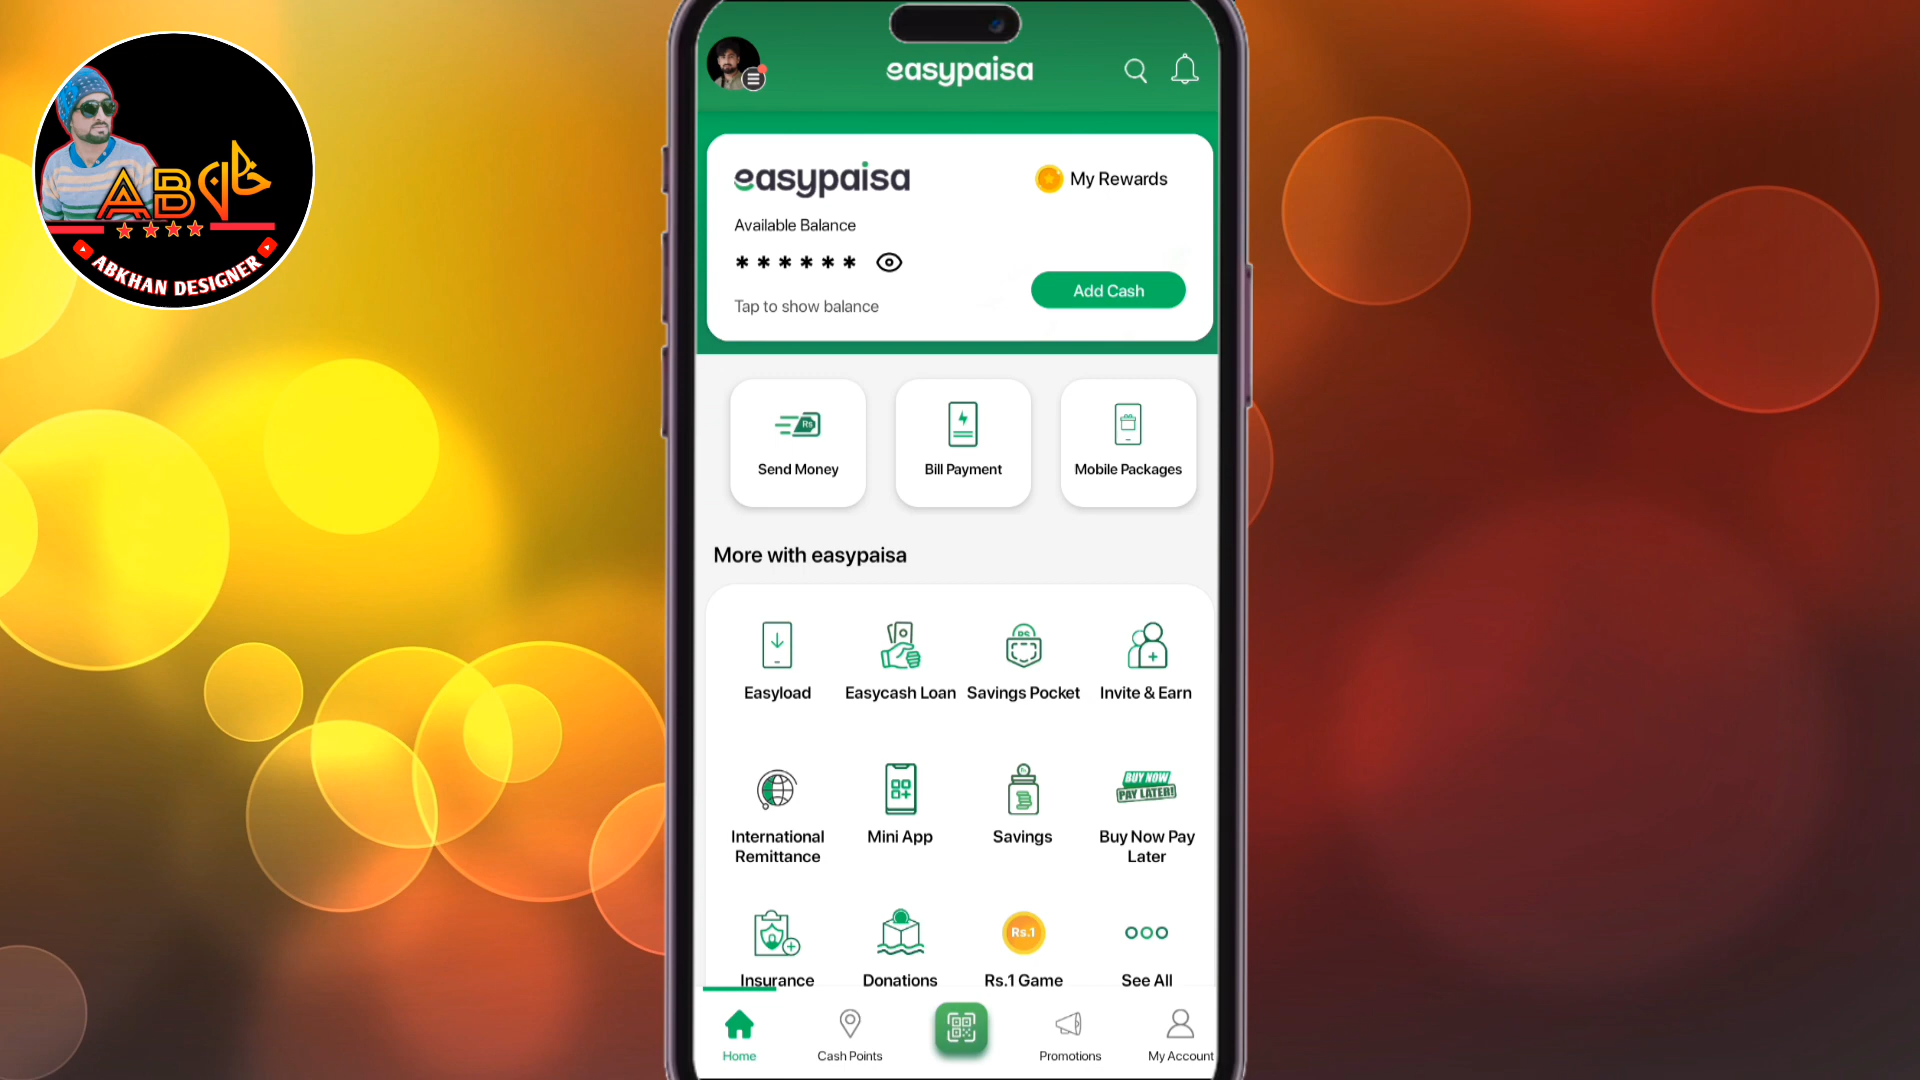 ABخان
ABKHAN DESIGNER
easypaisa
easypaisa
My Rewards
Available Balance
******
Add Cash
Tap to show balance
Rs
Send Money
Bill Payment
Mobile Packages
More with easypaisa
RS
Easyload
Easycash Loan
Savings Pocket
Invite & Earn
BUY NOW
PAY LATER!
International
Remittance
Mini App
Savings
Buy Now Pay
Later
Rs.1
Insurance
Donations
Rs.1 Game
See All
Home
Cash Points
Promotions
My Account